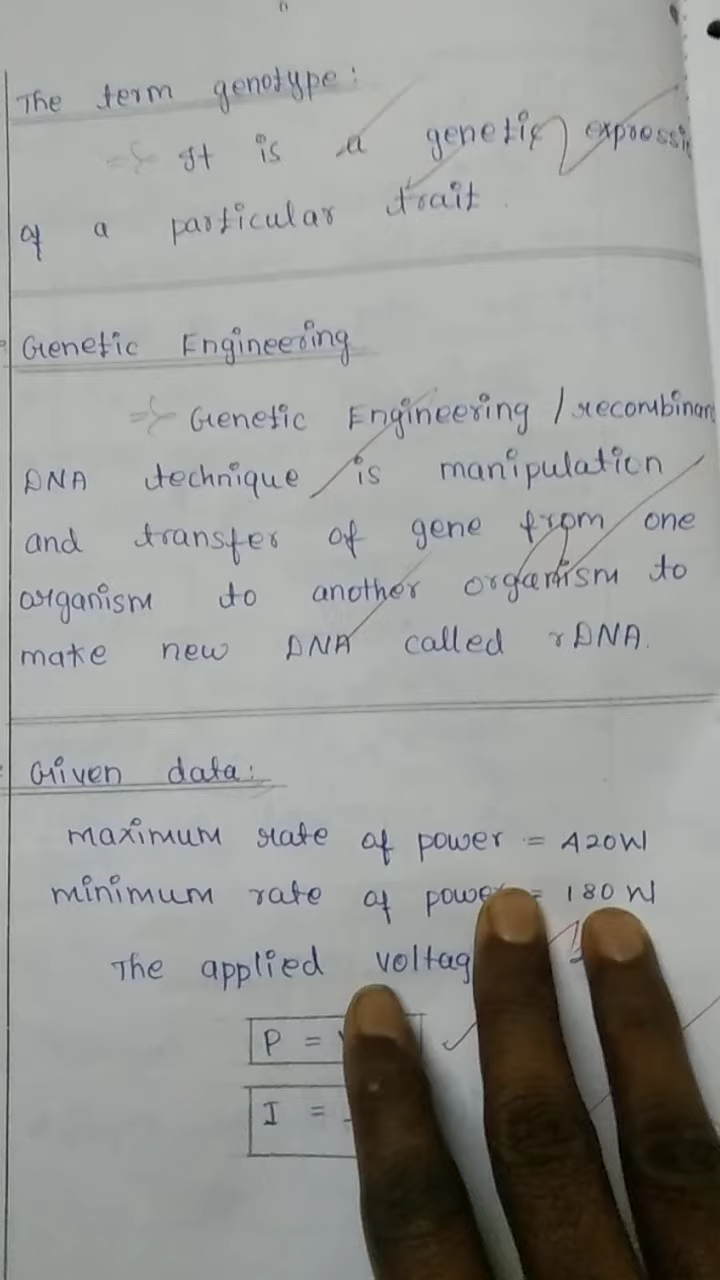 The term genotype:
=> It is a genetic expressi
of a particular trait.
Genetic Engineering
=> Genetic Engineering / recombinan
DNA technique is manipulation
and transfer of gene from one
organism to another organism to
make new DNA called rDNA.
Given data:
maximum rate of power = 420W
minimum rate of power = 180 W
The applied voltag
P =
I =